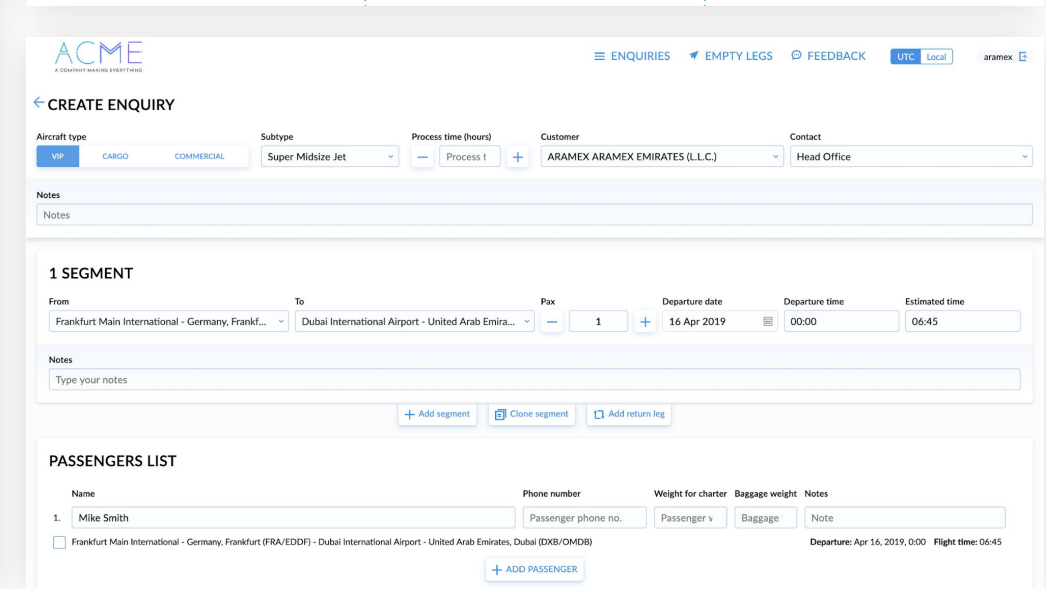 ACME
A COMPANY MAKING EVERYTHING
ENQUIRIES EMPTY LEGS FEEDBACK UTC Local aramex
CREATE ENQUIRY
Aircraft type Subtype Process time (hours) Customer Contact
VIP CARGO COMMERCIAL Super Midsize Jet — Process t + ARAMEX ARAMEX EMIRATES (L.L.C.) Head Office
Notes
Notes
1 SEGMENT
From To Pax Departure date Departure time Estimated time
Frankfurt Main International - Germany, Frankf... Dubai International Airport - United Arab Emira... — 1 + 16 Apr 2019 00:00 06:45
Notes
Type your notes
+ Add segment Clone segment Add return leg
PASSENGERS LIST
Name Phone number Weight for charter Baggage weight Notes
1. Mike Smith Passenger phone no. Passenger v Baggage Note
Frankfurt Main International - Germany, Frankfurt (FRA/EDDF) - Dubai International Airport - United Arab Emirates, Dubai (DXB/OMDB) Departure: Apr 16, 2019, 0:00 Flight time: 06:45
+ ADD PASSENGER